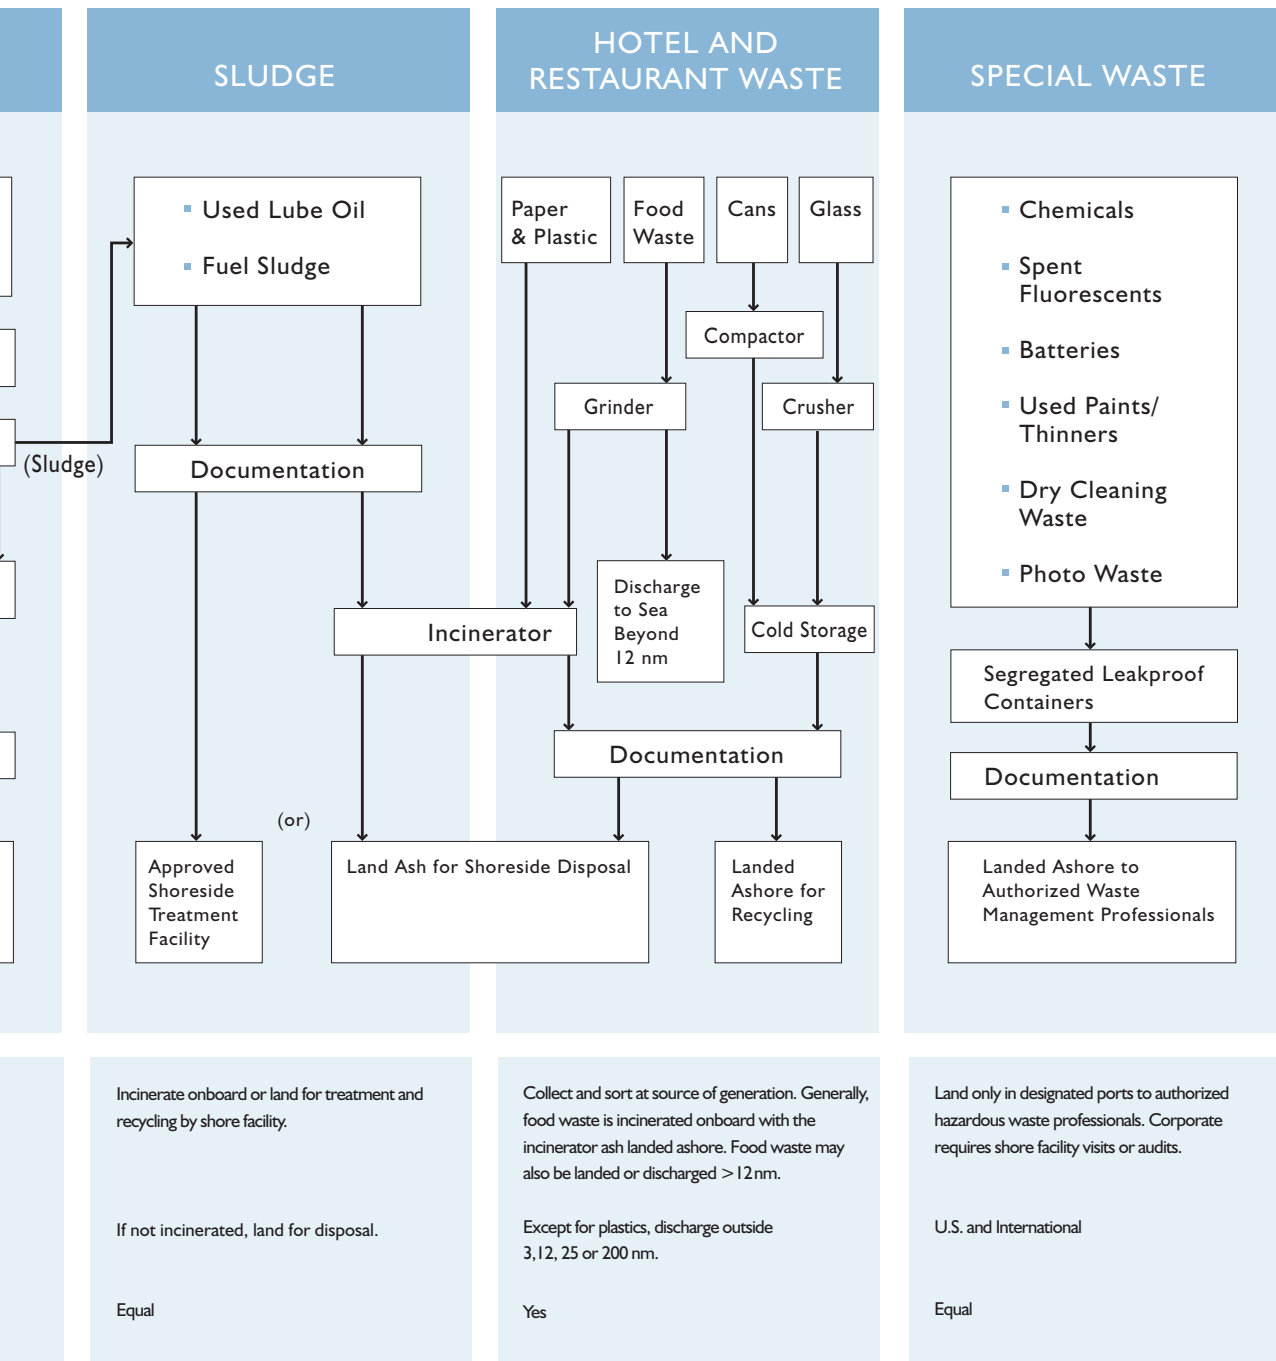 SLUDGE
HOTEL AND
RESTAURANT WASTE
SPECIAL WASTE
(Sludge)
Used Lube Oil
Fuel Sludge
Documentation
Incinerator
(or)
Approved
Shoreside
Treatment
Facility
Land Ash for Shoreside Disposal
Paper
& Plastic
Food
Waste
Cans
Glass
Compactor
Grinder
Crusher
Discharge
to Sea
Beyond
12 nm
Cold Storage
Documentation
Landed
Ashore for
Recycling
Chemicals
Spent
Fluorescents
Batteries
Used Paints/
Thinners
Dry Cleaning
Waste
Photo Waste
Segregated Leakproof
Containers
Documentation
Landed Ashore to
Authorized Waste
Management Professionals
Incinerate onboard or land for treatment and
recycling by shore facility.
If not incinerated, land for disposal.
Equal
Collect and sort at source of generation. Generally,
food waste is incinerated onboard with the
incinerator ash landed ashore. Food waste may
also be landed or discharged >12nm.
Except for plastics, discharge outside
3,12, 25 or 200 nm.
Yes
Land only in designated ports to authorized
hazardous waste professionals. Corporate
requires shore facility visits or audits.
U.S. and International
Equal